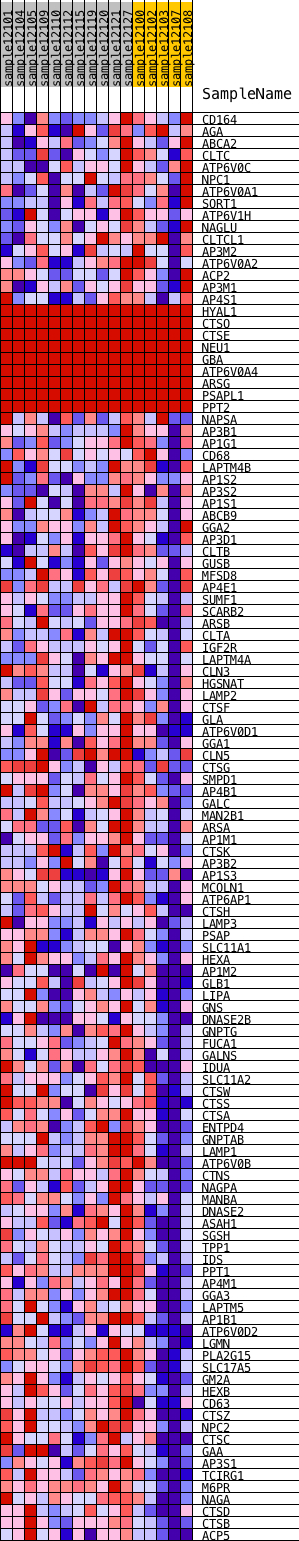 sample12101
sample12104
sample12105
sample12109
sample12110
sample12112
sample12115
sample12119
sample12120
sample12121
sample12122
sample12100
sample12102
sample12103
sample12107
sample12108
SampleName
CD164
AGA
ABCA2
CLTC
ATP6V0C
NPC1
ATP6V0A1
SORT1
ATP6V1H
NAGLU
CLTCL1
AP3M2
ATP6V0A2
ACP2
AP3M1
AP4S1
HYAL1
CTSO
CTSE
NEU1
GBA
ATP6V0A4
ARSG
PSAPL1
PPT2
NAPSA
AP3B1
AP1G1
CD68
LAPTM4B
AP1S2
AP3S2
AP1S1
ABCB9
GGA2
AP3D1
CLTB
GUSB
MFSD8
AP4E1
SUMF1
SCARB2
ARSB
CLTA
IGF2R
LAPTM4A
CLN3
HGSNAT
LAMP2
CTSF
GLA
ATP6V0D1
GGA1
CLN5
CTSG
SMPD1
AP4B1
GALC
MAN2B1
ARSA
AP1M1
CTSK
AP3B2
AP1S3
MCOLN1
ATP6AP1
CTSH
LAMP3
PSAP
SLC11A1
HEXA
AP1M2
GLB1
LIPA
GNS
DNASE2B
GNPTG
FUCA1
GALNS
IDUA
SLC11A2
CTSW
CTSS
CTSA
ENTPD4
GNPTAB
LAMP1
ATP6V0B
CTNS
NAGPA
MANBA
DNASE2
ASAH1
SGSH
TPP1
IDS
PPT1
AP4M1
GGA3
LAPTM5
AP1B1
ATP6V0D2
LGMN
PLA2G15
SLC17A5
GM2A
HEXB
CD63
CTSZ
NPC2
CTSC
GAA
AP3S1
TCIRG1
M6PR
NAGA
CTSD
CTSB
ACP5